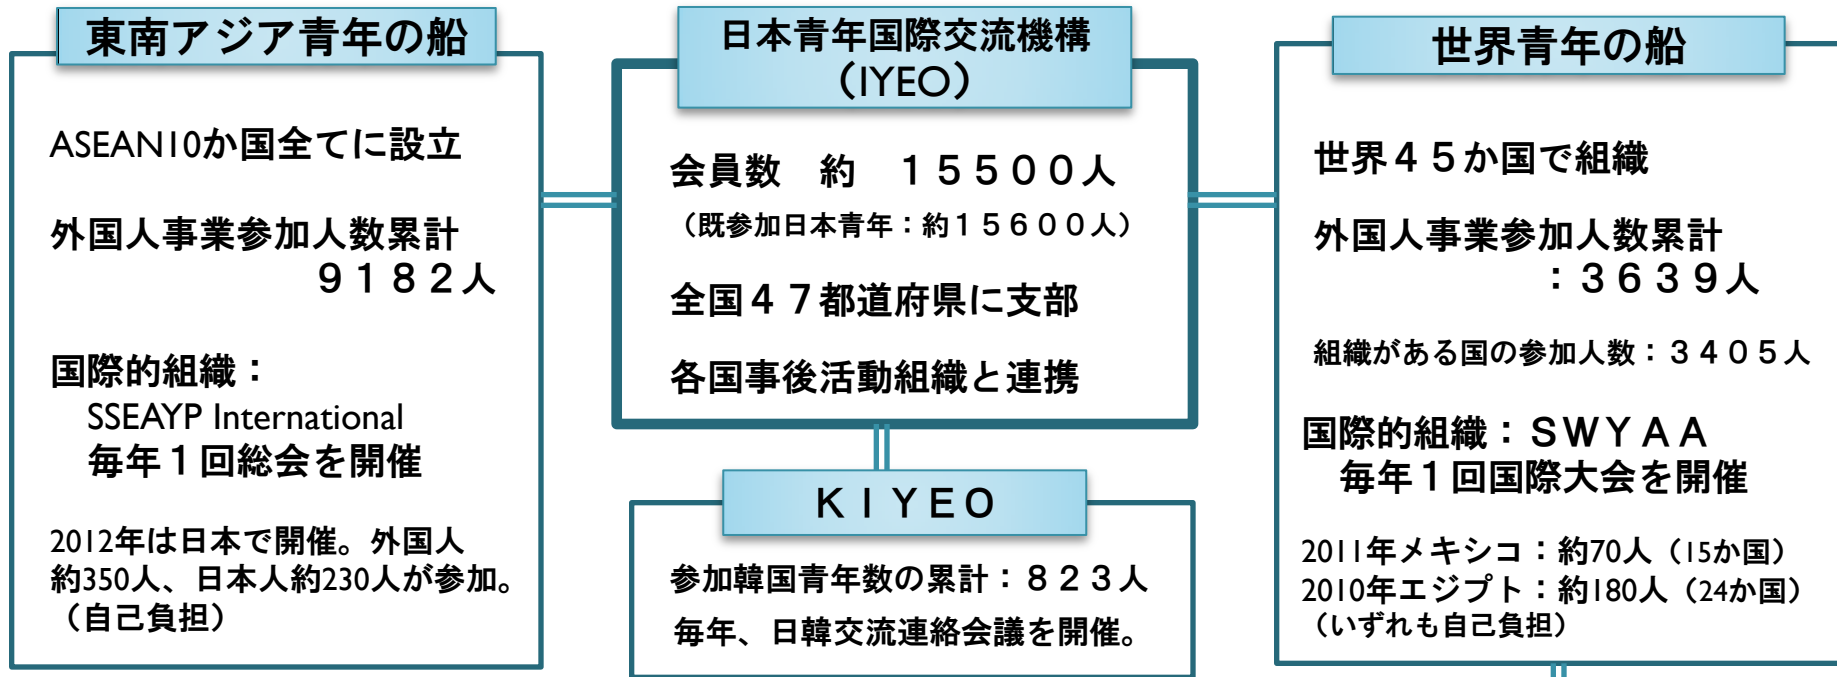 東南アジア青年の船
ASEAN10か国全てに設立
外国人事業参加人数累計
９１８２人
国際的組織：
SSEAYP International
毎年１回総会を開催
2012年は日本で開催。外国人
約350人、日本人約230人が参加。
（自己負担）
日本青年国際交流機構
（IYEO）
会員数　約　１５５００人
（既参加日本青年：約１５６００人）
全国４７都道府県に支部
各国事後活動組織と連携
ＫＩＹＥＯ
参加韓国青年数の累計：８２３人
毎年、日韓交流連絡会議を開催。
世界青年の船
世界４５か国で組織
外国人事業参加人数累計
：３６３９人
組織がある国の参加人数：３４０５人
国際的組織：ＳＷＹＡＡ
毎年１回国際大会を開催
2011年メキシコ：約70人（15か国）
2010年エジプト：約180人（24か国）
（いずれも自己負担）